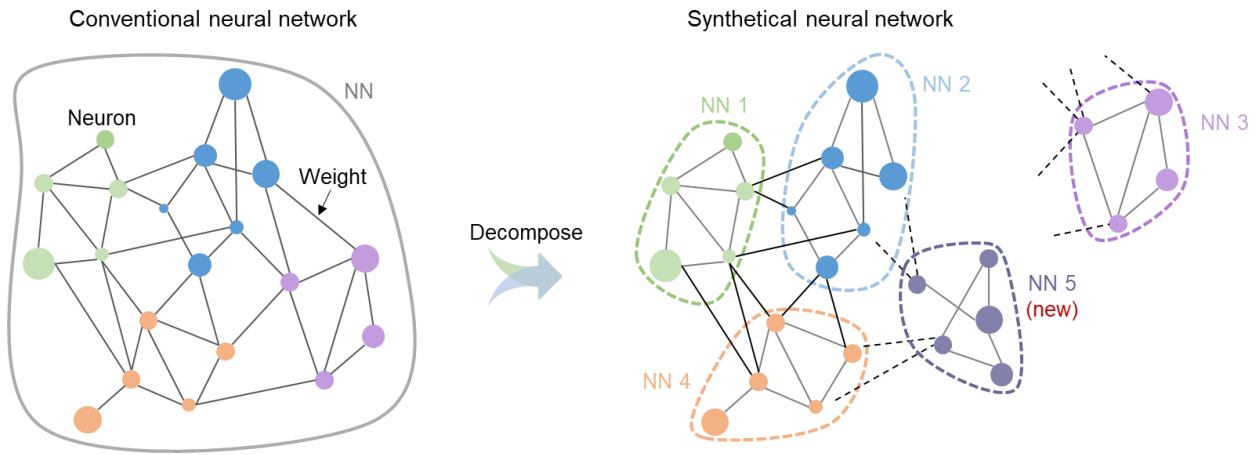 Conventional neural network
Synthetical neural network
NN
Neuron
Weight
Decompose
NN 1
NN 2
NN 3
NN 4
NN 5
(new)